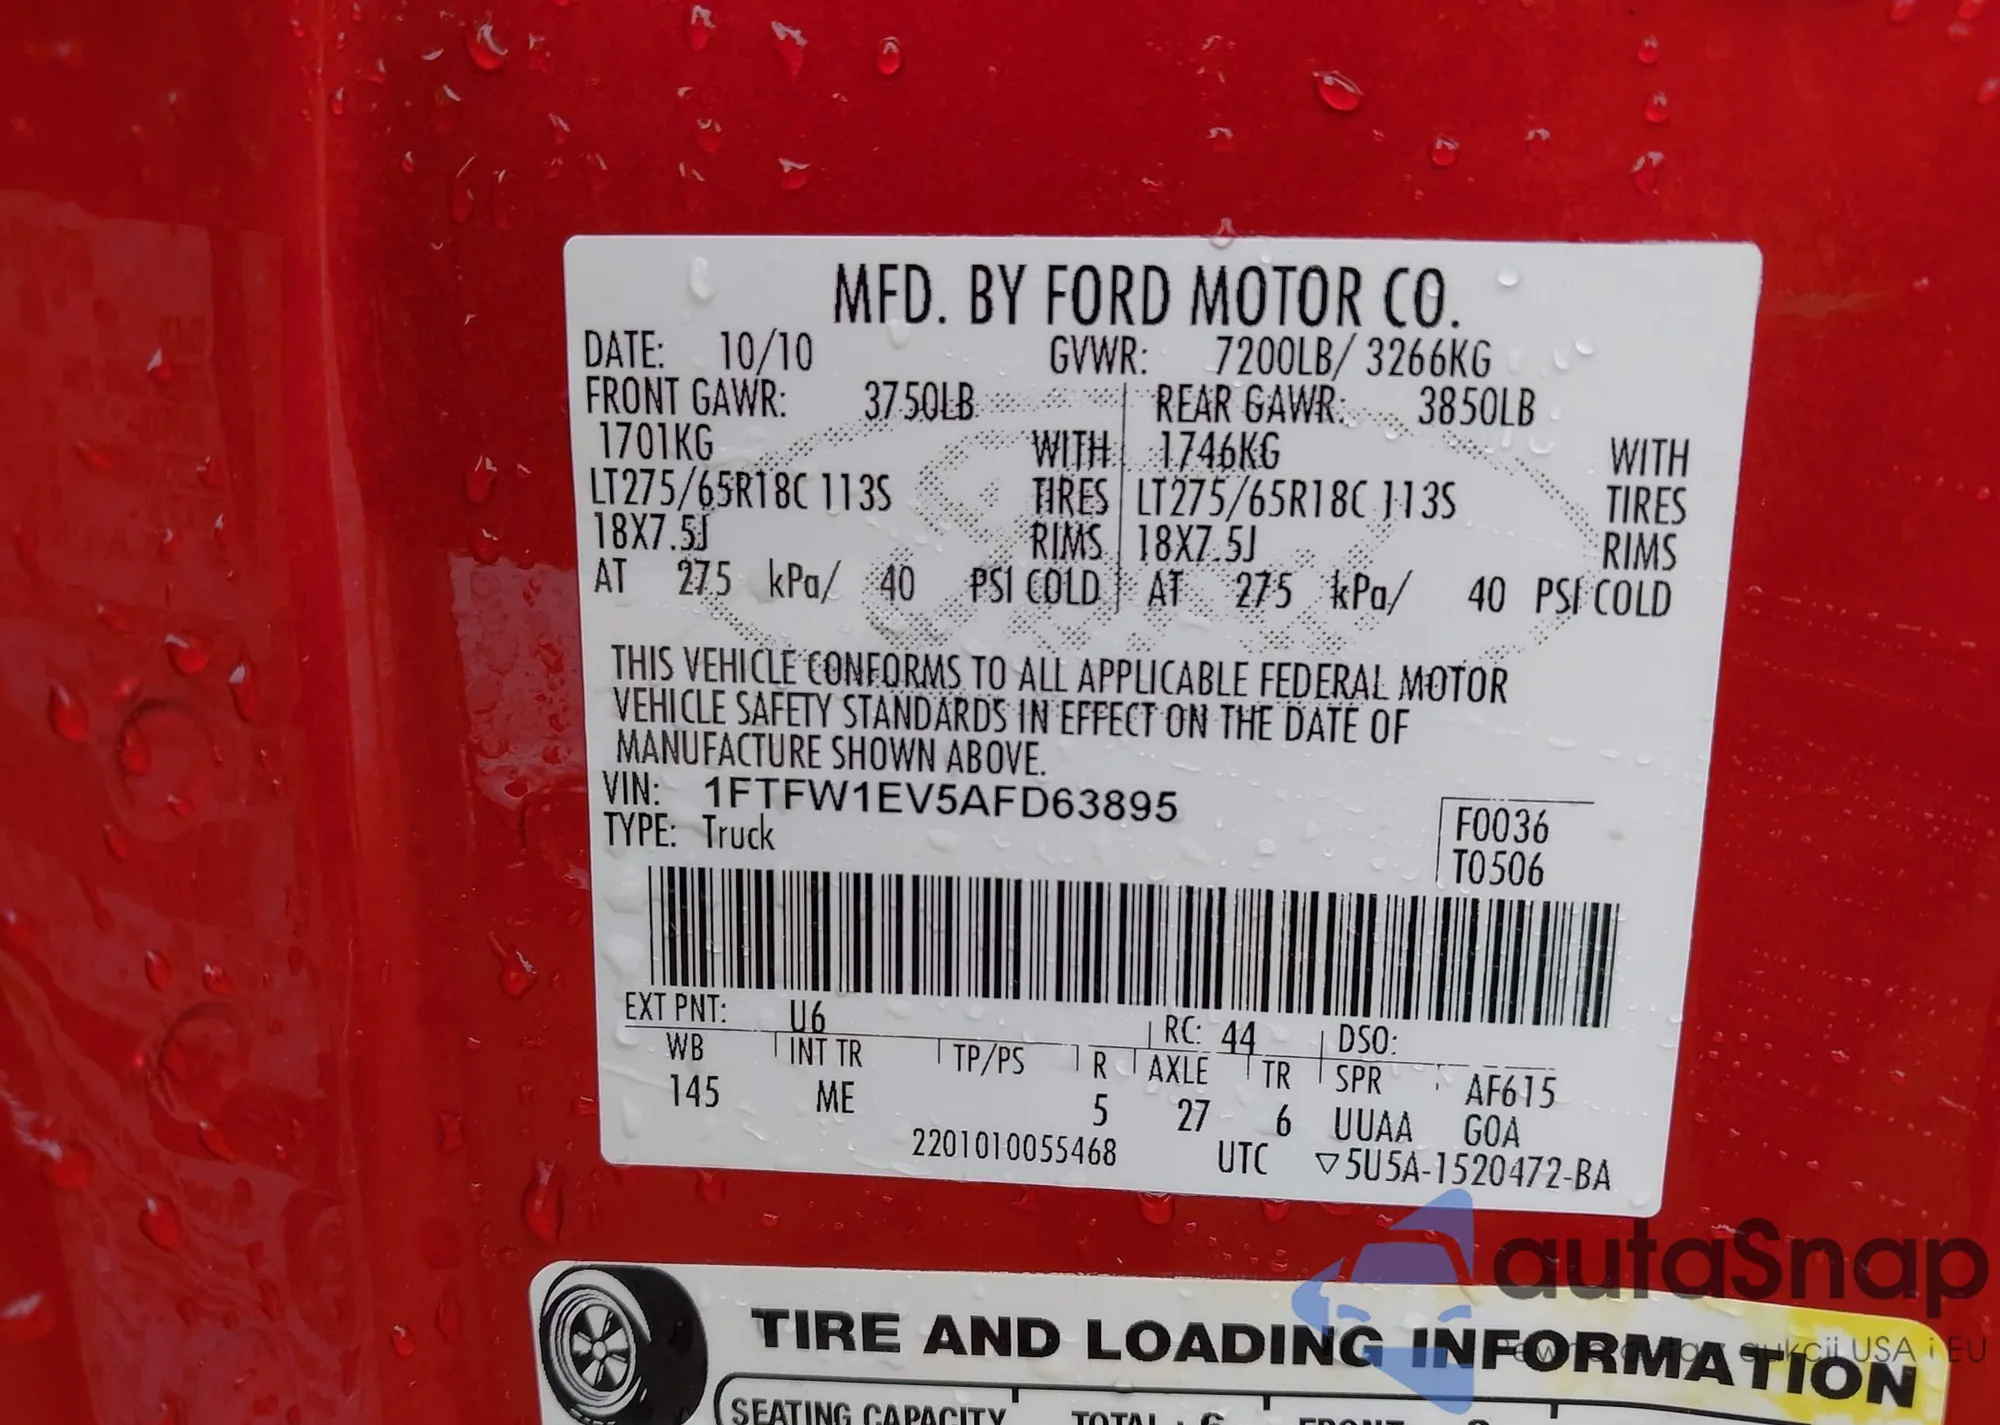 MFD. BY FORD MOTOR CO.
DATE: 10/10 GVWR: 7200LB/ 3266KG
FRONT GAWR: 3750LB REAR GAWR: 3850LB
1701KG WITH 1746KG WITH
LT275/65R18C 113S TIRES LT275/65R18C 113S TIRES
18X7.5J RIMS 18X7.5J RIMS
AT 275 kPa/ 40 PSI COLD AT 275 kPa/ 40 PSI COLD
THIS VEHICLE CONFORMS TO ALL APPLICABLE FEDERAL MOTOR
VEHICLE SAFETY STANDARDS IN EFFECT ON THE DATE OF
MANUFACTURE SHOWN ABOVE.
VIN: 1FTFW1EV5AFD63895
F0036
TYPE: Truck
T0506
EXT PNT: U6 RC: 44 DSO:
WB INT TR TP/PS R AXLE TR SPR AF615
145 ME 5 27 6 UUAA GOA
2201010055468 UTC ▽5U5A-1520472-BA
autoSnap
TIRE AND LOADING INFORMATION
aukcji USA i EU
SEATING CAPACITY TOTAL : 6 FRONT